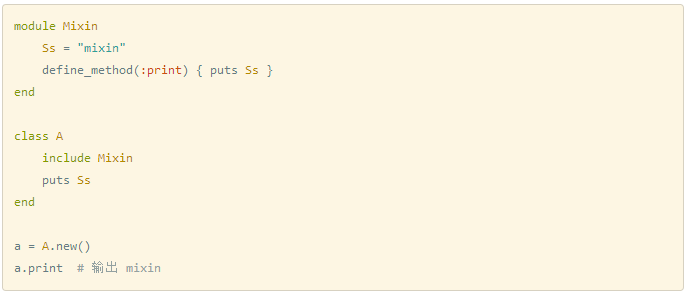 module Mixin
    Ss = "mixin"
    define_method(:print) { puts Ss }
end

class A
    include Mixin
    puts Ss
end

a = A.new()
a.print  # 输出 mixin